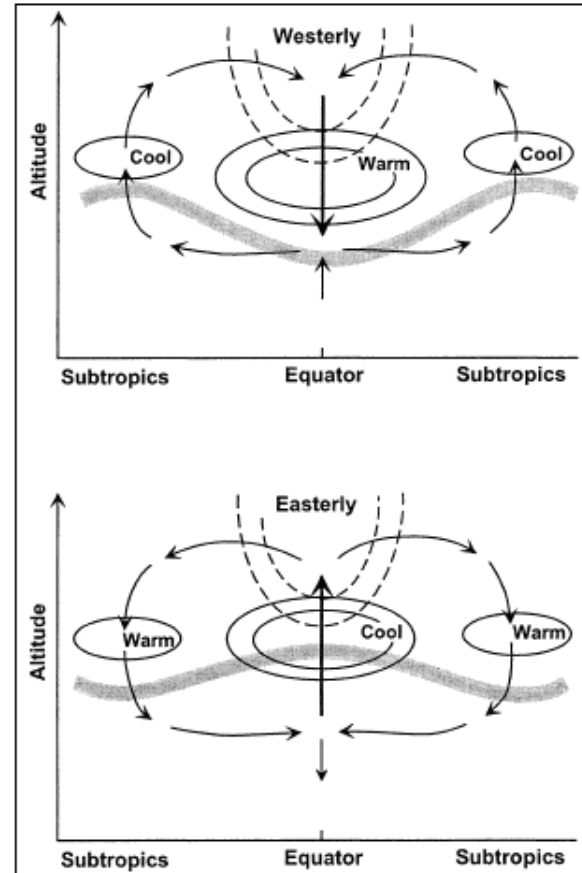 Westerly
Cool
Warm
Cool
Altitude
Subtropics Equator Subtropics
Easterly
Warm
Cool
Warm
Altitude
Subtropics Equator Subtropics